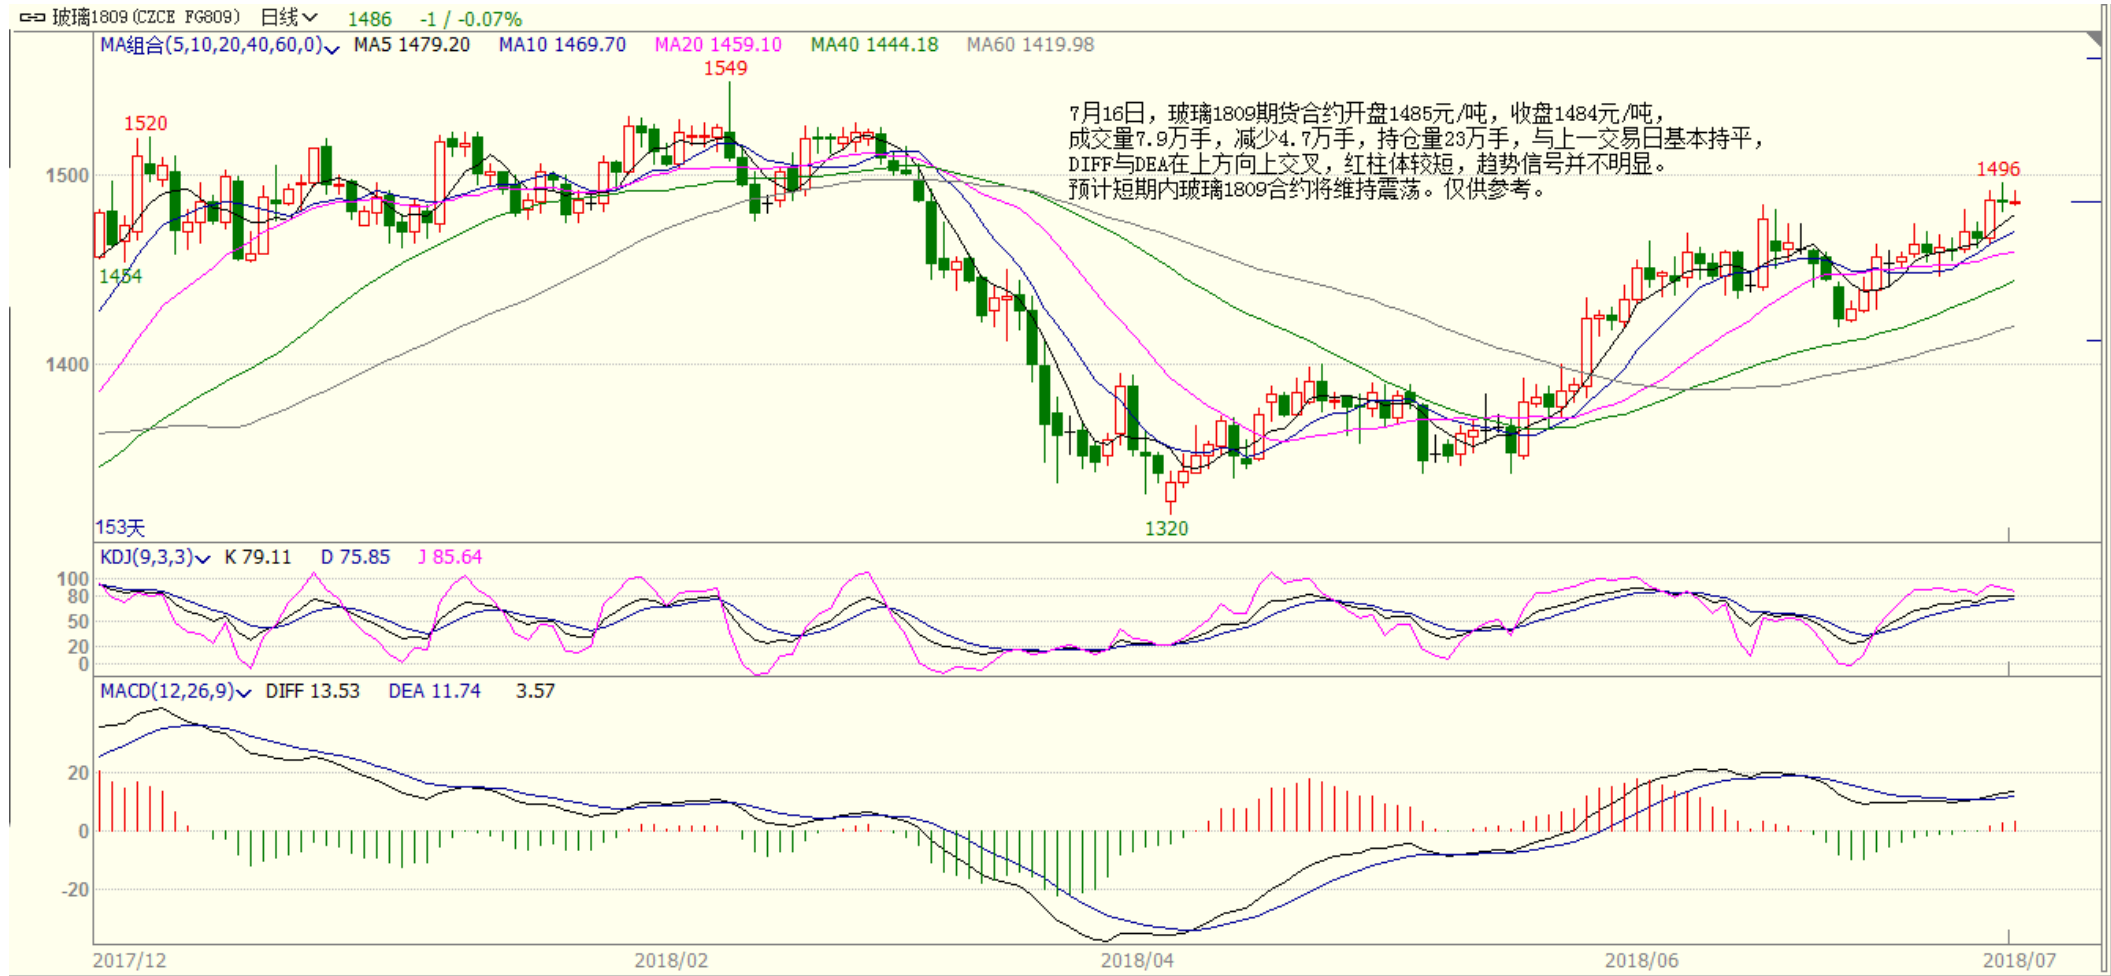 玻璃1809(CZCE FG809) 日线 1486 -1 / -0.07%
MA组合(5,10,20,40,60,0) MA5 1479.20 MA10 1469.70 MA20 1459.10 MA40 1444.18 MA60 1419.98
1549
7月16日，玻璃1809期货合约开盘1485元/吨，收盘1484元/吨，
1520
成交量7.9万手，减少4.7万手，持仓量23万手，与上一交易日基本持平，
DIFF与DEA在上方向上交叉，红柱体较短，趋势信号并不明显。
1496
1500
预计短期内玻璃1809合约将维持震荡。仅供参考。
1454
1400
153天
1320
KDJ(9,3,3) K 79.11 D 75.85 J 85.64
100
80
50
20
0
MACD(12,26,9) DIFF 13.53 DEA 11.74 3.57
20
0
-20
2017/12 2018/02 2018/04 2018/06 2018/07